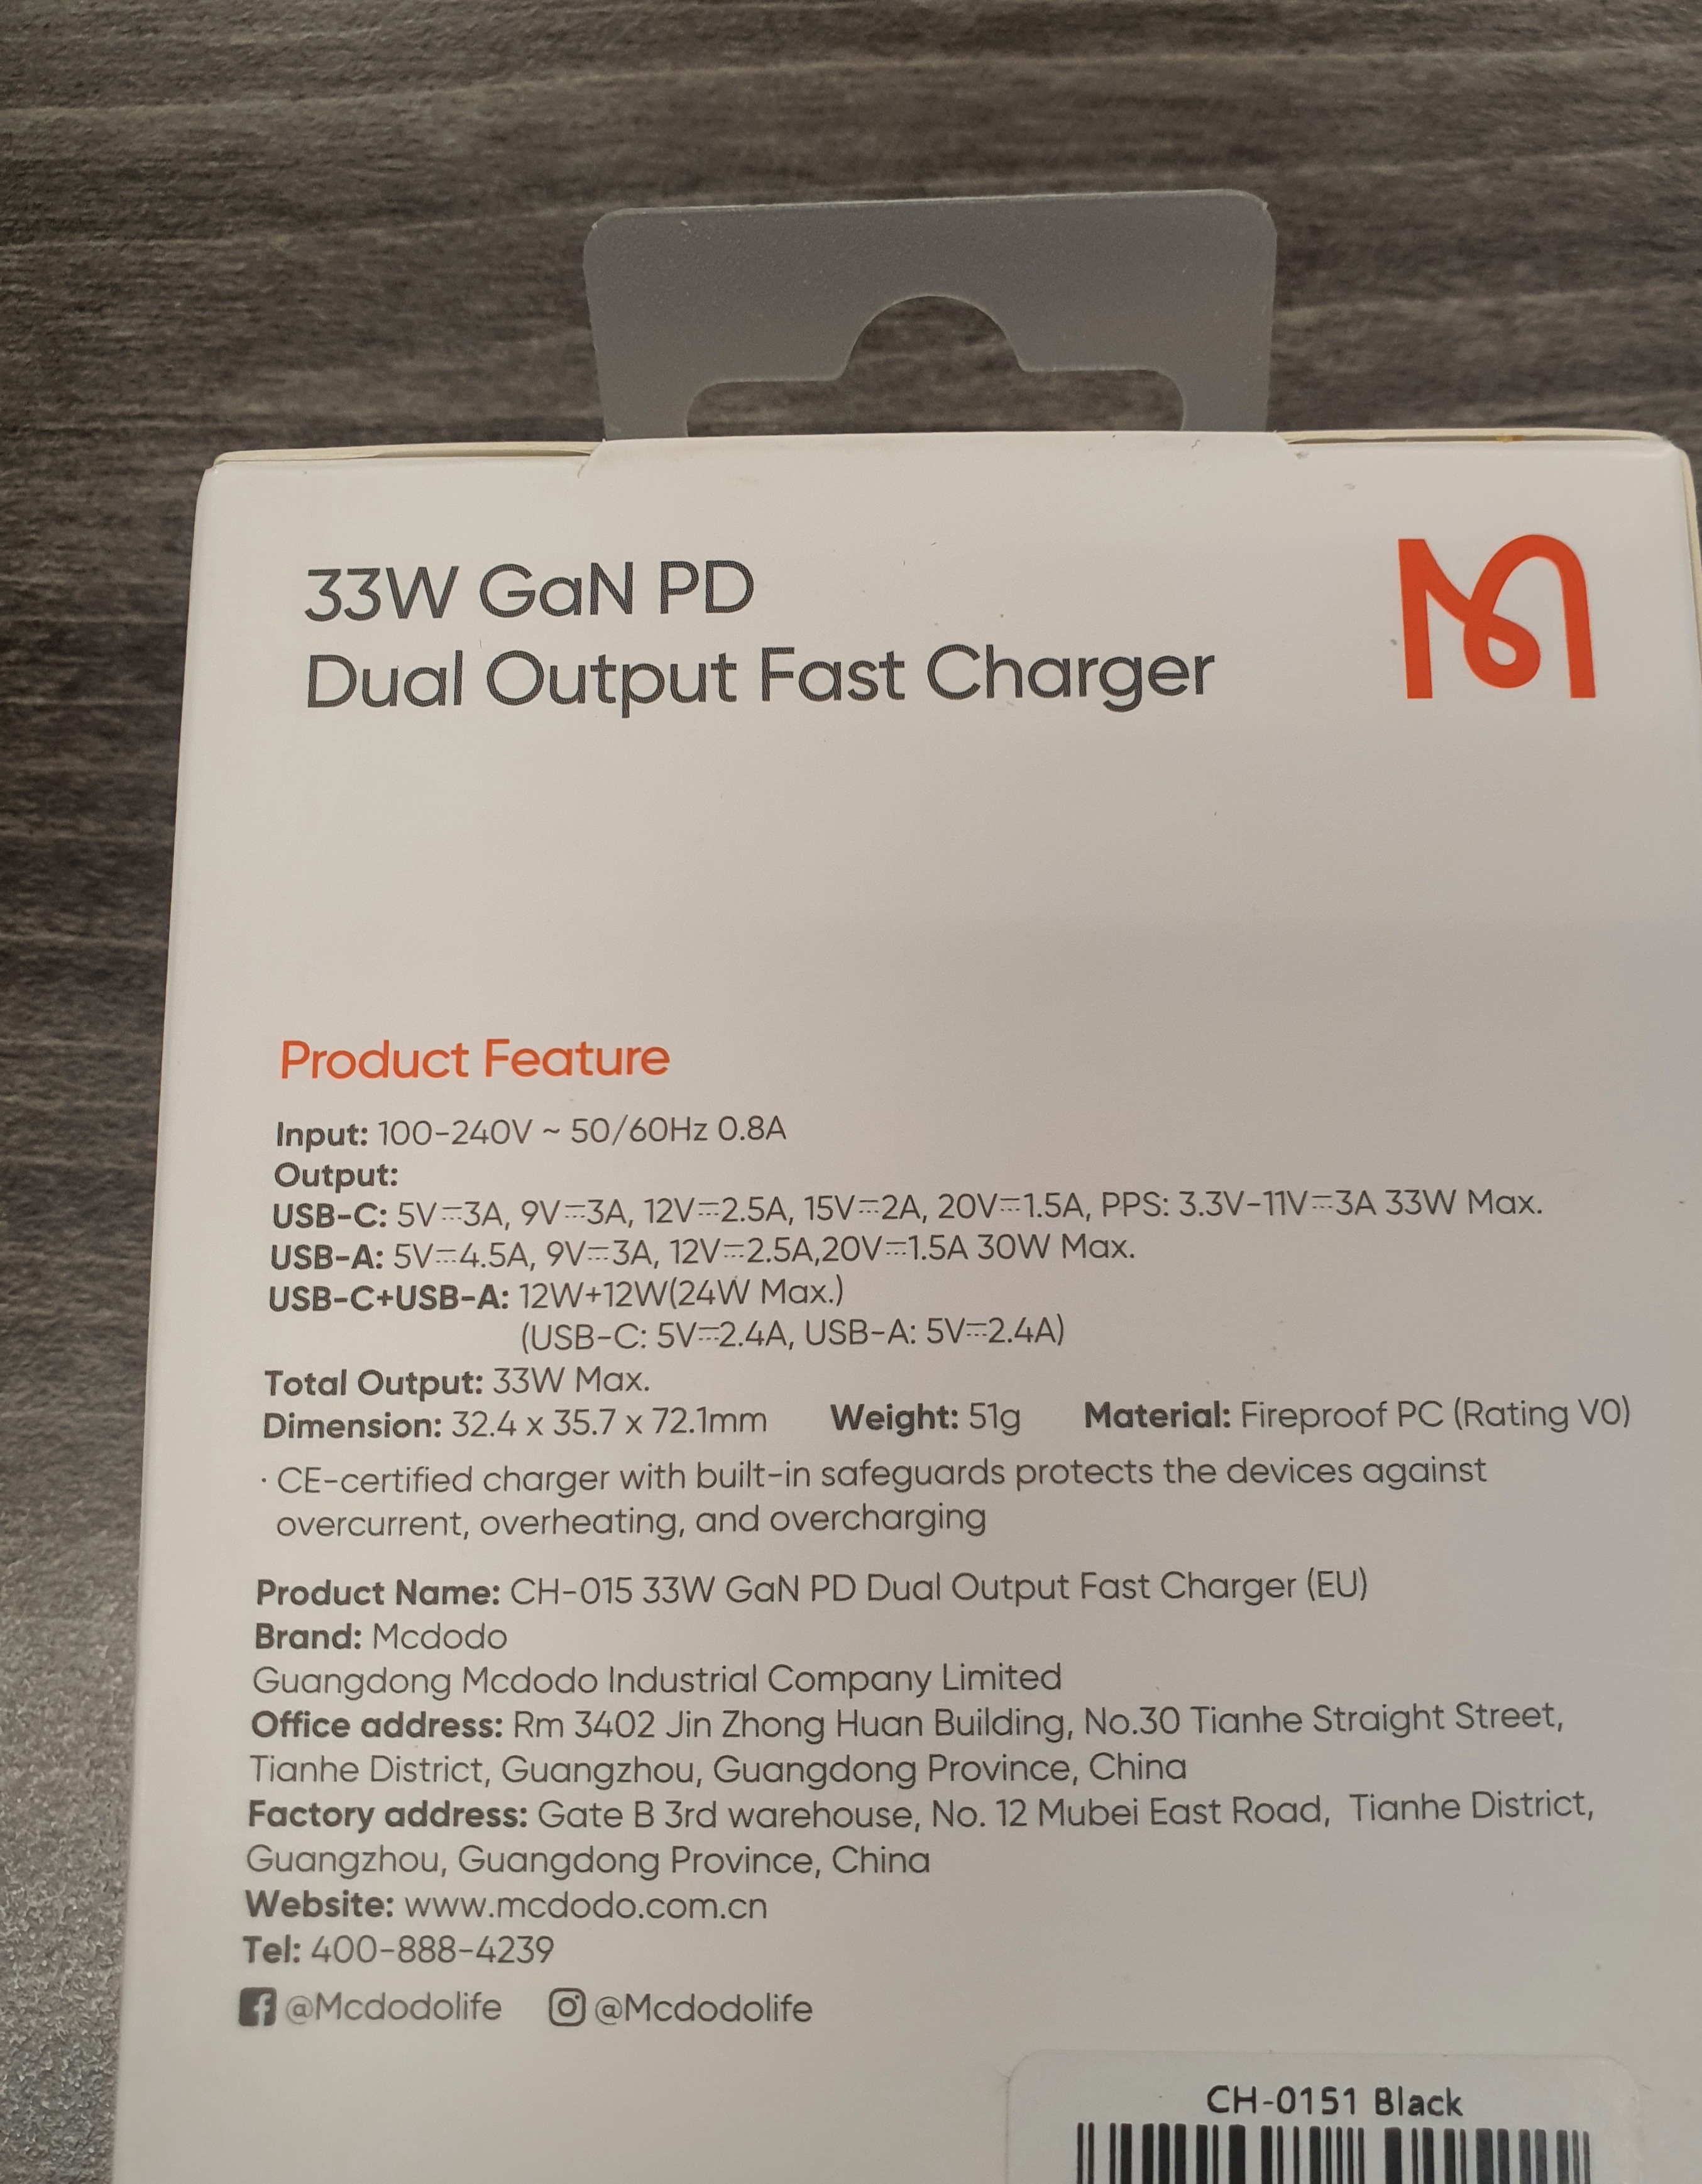 33W GaN PD
Dual Output Fast Charger
Product Feature
Input: 100-240V ~ 50/60Hz 0.8A
Output:
USB-C: 5V⎓3A, 9V⎓3A, 12V⎓2.5A, 15V⎓2A, 20V⎓1.5A, PPS: 3.3V-11V⎓3A 33W Max.
USB-A: 5V⎓4.5A, 9V⎓3A, 12V⎓2.5A,20V⎓1.5A 30W Max.
USB-C+USB-A: 12W+12W(24W Max.)
(USB-C: 5V⎓2.4A, USB-A: 5V⎓2.4A)
Total Output: 33W Max.
Dimension: 32.4 x 35.7 x 72.1mm Weight: 51g Material: Fireproof PC (Rating V0)
· CE-certified charger with built-in safeguards protects the devices against
overcurrent, overheating, and overcharging
Product Name: CH-015 33W GaN PD Dual Output Fast Charger (EU)
Brand: Mcdodo
Guangdong Mcdodo Industrial Company Limited
Office address: Rm 3402 Jin Zhong Huan Building, No.30 Tianhe Straight Street,
Tianhe District, Guangzhou, Guangdong Province, China
Factory address: Gate B 3rd warehouse, No. 12 Mubei East Road, Tianhe District,
Guangzhou, Guangdong Province, China
Website: www.mcdodo.com.cn
Tel: 400-888-4239
@Mcdodolife @Mcdodolife
CH-0151 Black